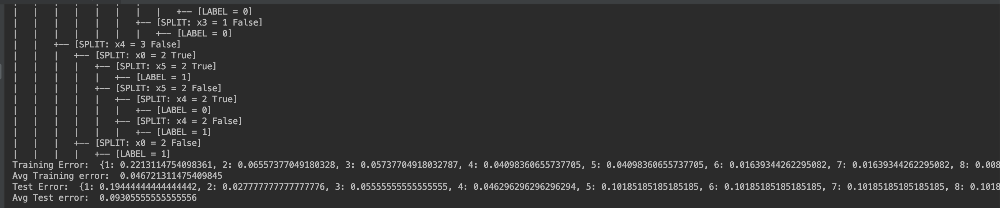 |   |   |   |   |   |   |   |   +-- [LABEL = 0]
|   |   |   |   |   |   +-- [SPLIT: x3 = 1 False]
|   |   |   |   |   |   |   +-- [LABEL = 0]
|   |   +-- [SPLIT: x4 = 3 False]
|   |   |   +-- [SPLIT: x0 = 2 True]
|   |   |   |   +-- [SPLIT: x5 = 2 True]
|   |   |   |   |   +-- [LABEL = 1]
|   |   |   |   +-- [SPLIT: x5 = 2 False]
|   |   |   |   |   +-- [SPLIT: x4 = 2 True]
|   |   |   |   |   |   +-- [LABEL = 0]
|   |   |   |   |   +-- [SPLIT: x4 = 2 False]
|   |   |   |   |   |   +-- [LABEL = 1]
|   |   |   +-- [SPLIT: x0 = 2 False]
|   |   |   |   +-- [LABEL = 1]
Training Error:  {1: 0.2213114754098361, 2: 0.06557377049180328, 3: 0.05737704918032787, 4: 0.04098360655737705, 5: 0.04098360655737705, 6: 0.01639344262295082, 7: 0.01639344262295082, 8: 0.008
Avg Training error:  0.046721311475409845
Test Error:  {1: 0.19444444444444442, 2: 0.027777777777777776, 3: 0.05555555555555555, 4: 0.046296296296296294, 5: 0.10185185185185185, 6: 0.10185185185185185, 7: 0.10185185185185185, 8: 0.1018
Avg Test error:  0.09305555555555556